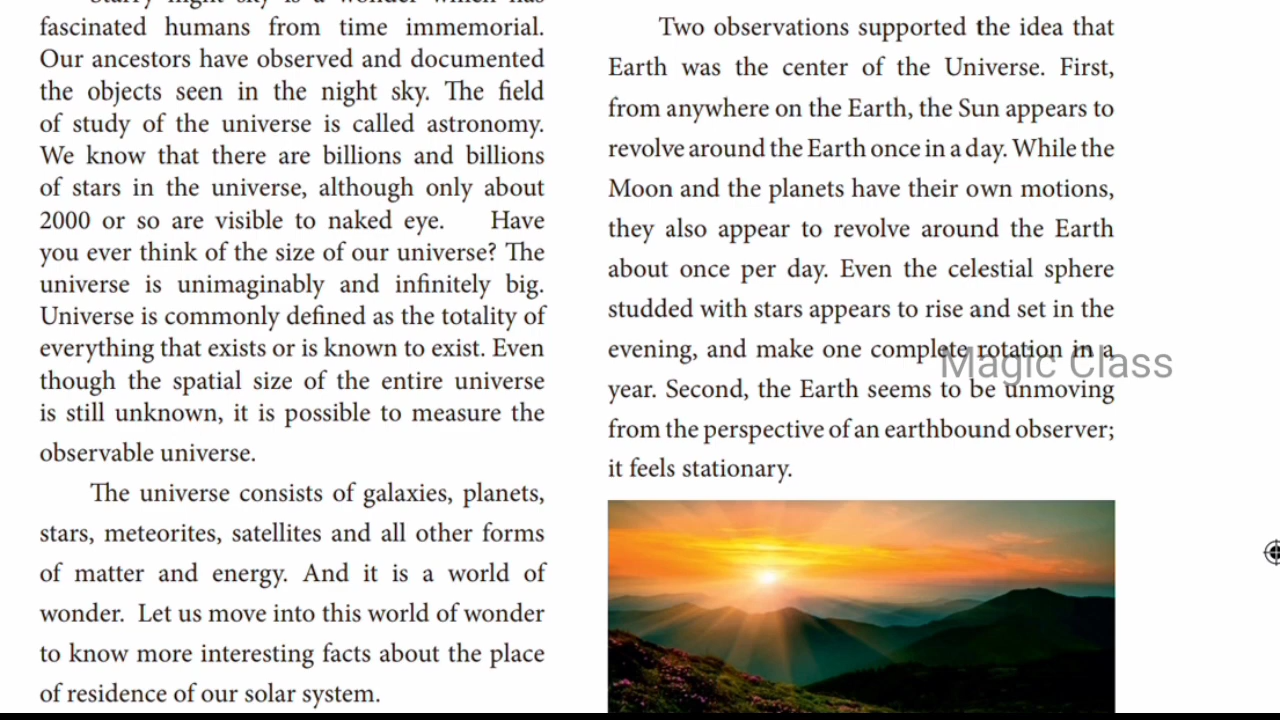 starry night sky is a wonder which has
fascinated humans from time immemorial.
Our ancestors have observed and documented
the objects seen in the night sky. The field
of study of the universe is called astronomy.
We know that there are billions and billions
of stars in the universe, although only about
2000 or so are visible to naked eye. Have
you ever think of the size of our universe? The
universe is unimaginably and infinitely big.
Universe is commonly defined as the totality of
everything that exists or is known to exist. Even
though the spatial size of the entire universe
is still unknown, it is possible to measure the
observable universe.
The universe consists of galaxies, planets,
stars, meteorites, satellites and all other forms
of matter and energy. And it is a world of
wonder. Let us move into this world of wonder
to know more interesting facts about the place
of residence of our solar system.
Two observations supported the idea that
Earth was the center of the Universe. First,
from anywhere on the Earth, the Sun appears to
revolve around the Earth once in a day. While the
Moon and the planets have their own motions,
they also appear to revolve around the Earth
about once per day. Even the celestial sphere
studded with stars appears to rise and set in the
evening, and make one complete rotation in a
year. Second, the Earth seems to be unmoving
from the perspective of an earthbound observer;
it feels stationary.
Magic Class